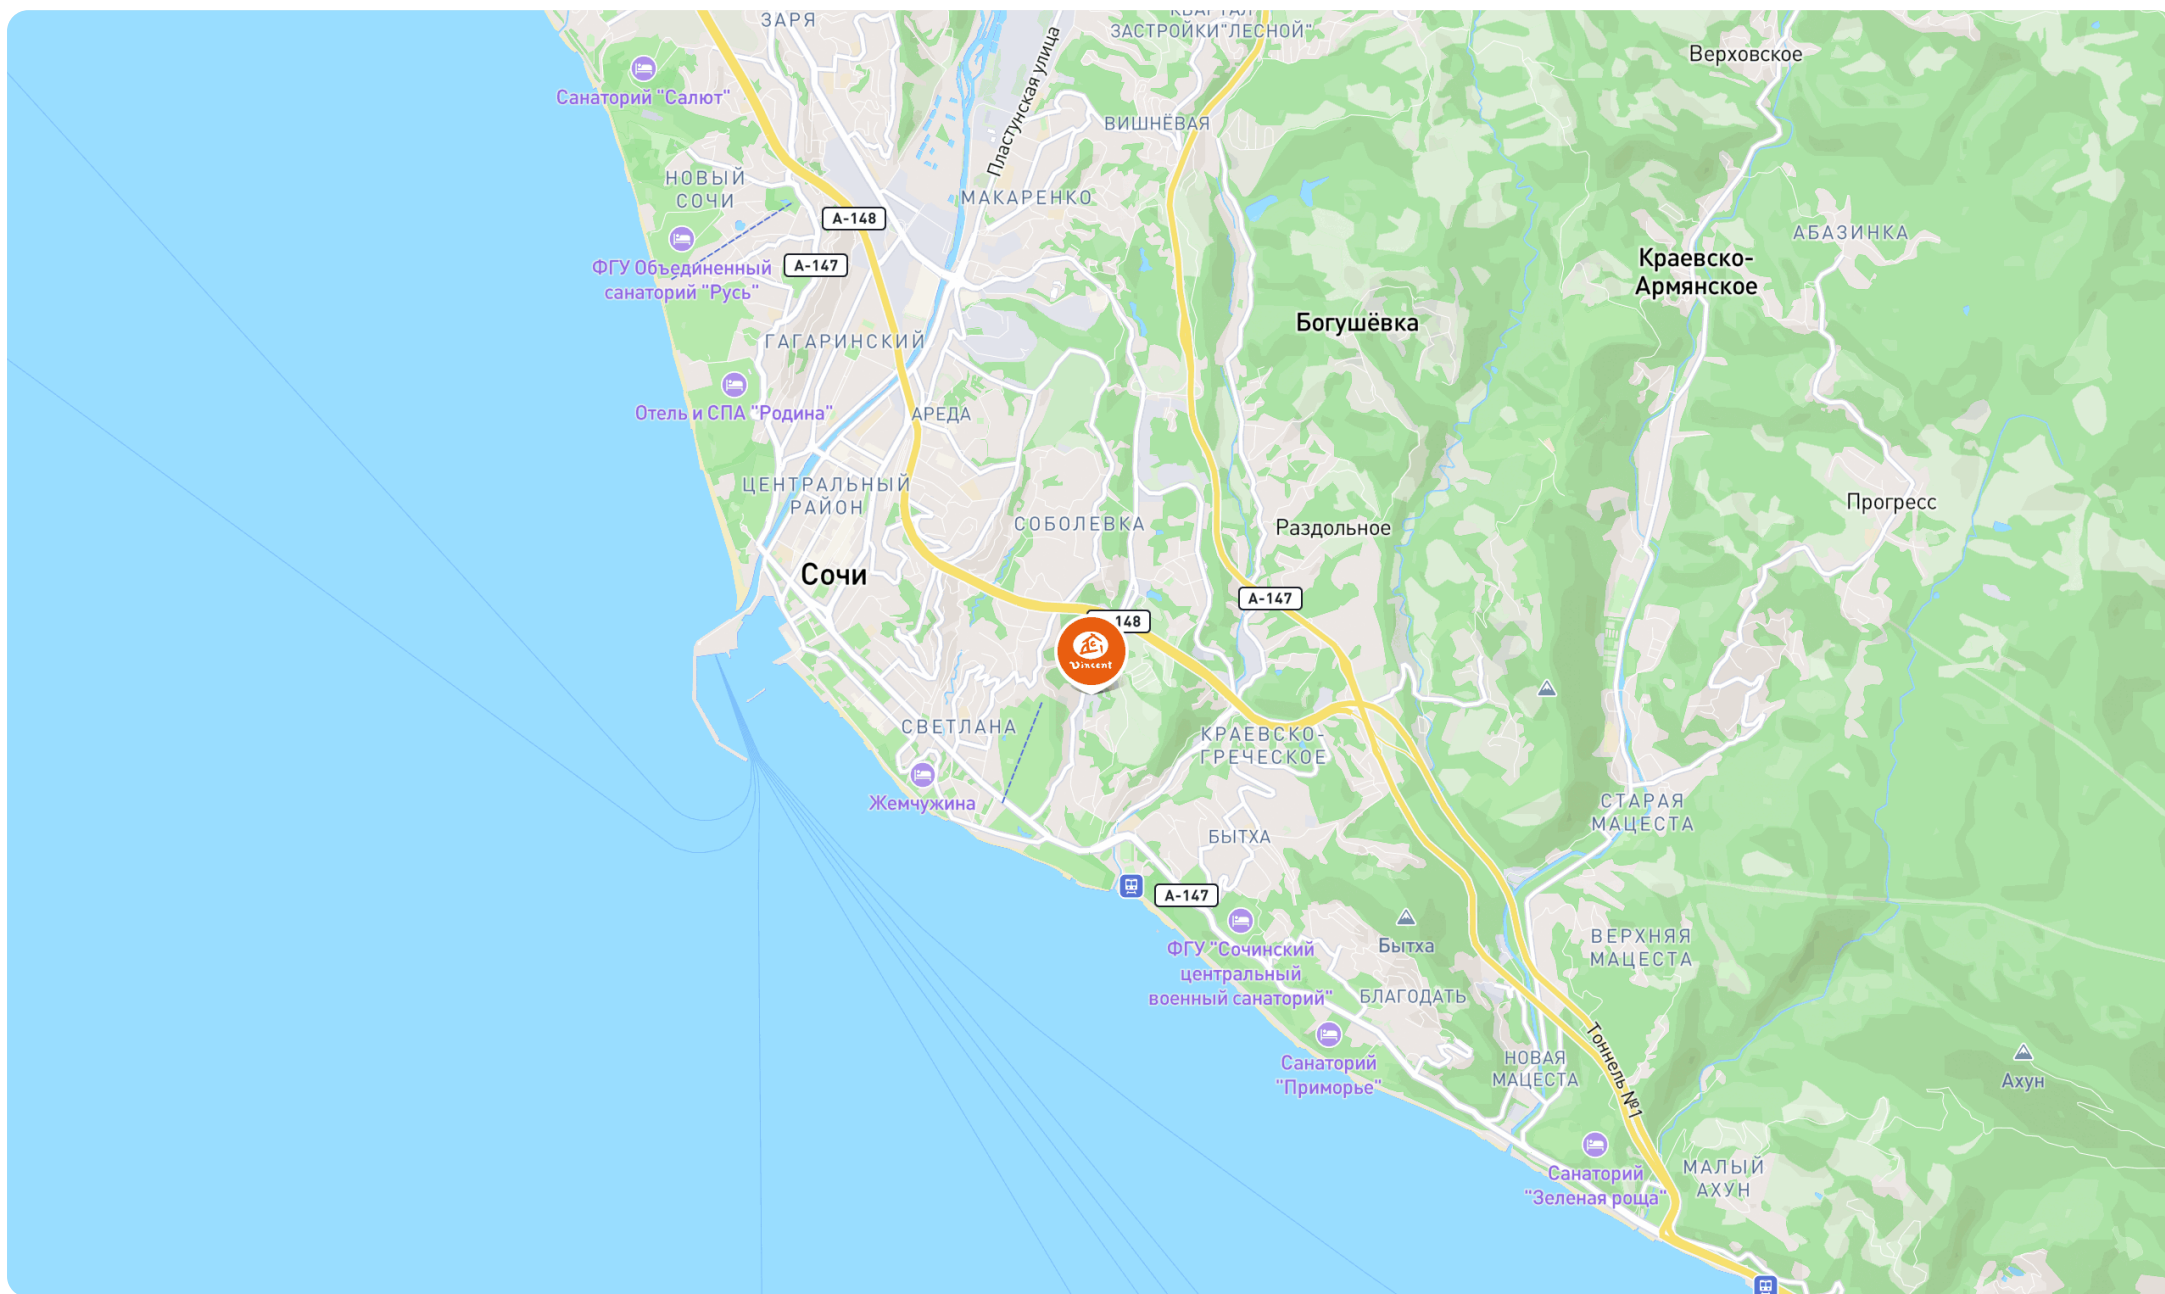 ЗАРЯ
КВАРТАЛ
ЗАСТРОЙКИ"ЛЕСНОЙ"
Верховское
Санаторий "Салют"
Пластунская улица
ВИШНЁВАЯ
НОВЫЙ
СОЧИ
МАКАРЕНКО
А-148
АБАЗИНКА
ФГУ Объединенный
санаторий "Русь"
А-147
Краевско-
Армянское
Богушёвка
ГАГАРИНСКИЙ
Отель и СПА "Родина"
АРЕДА
ЦЕНТРАЛЬНЫЙ
РАЙОН
Прогресс
СОБОЛЕВКА
Раздольное
Сочи
А-147
148
Vincent
СВЕТЛАНА
КРАЕВСКО-
ГРЕЧЕСКОЕ
Жемчужина
СТАРАЯ
МАЦЕСТА
БЫТХА
А-147
ФГУ "Сочинский
центральный
военный санаторий"
Бытха
ВЕРХНЯЯ
МАЦЕСТА
БЛАГОДАТЬ
Тоннель №1
Санаторий
"Приморье"
НОВАЯ
МАЦЕСТА
Ахун
Санаторий
"Зеленая роща"
МАЛЫЙ
АХУН